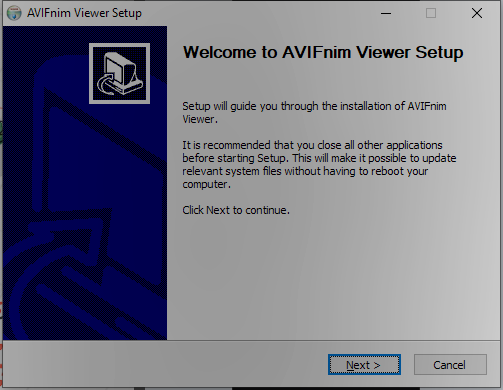 AVIFnim Viewer Setup
Welcome to AVIFnim Viewer Setup
Setup will guide you through the installation of AVIFnim
Viewer.
It is recommended that you close all other applications
before starting Setup. This will make it possible to update
relevant system files without having to reboot your
computer.
Click Next to continue.
Next >
Cancel